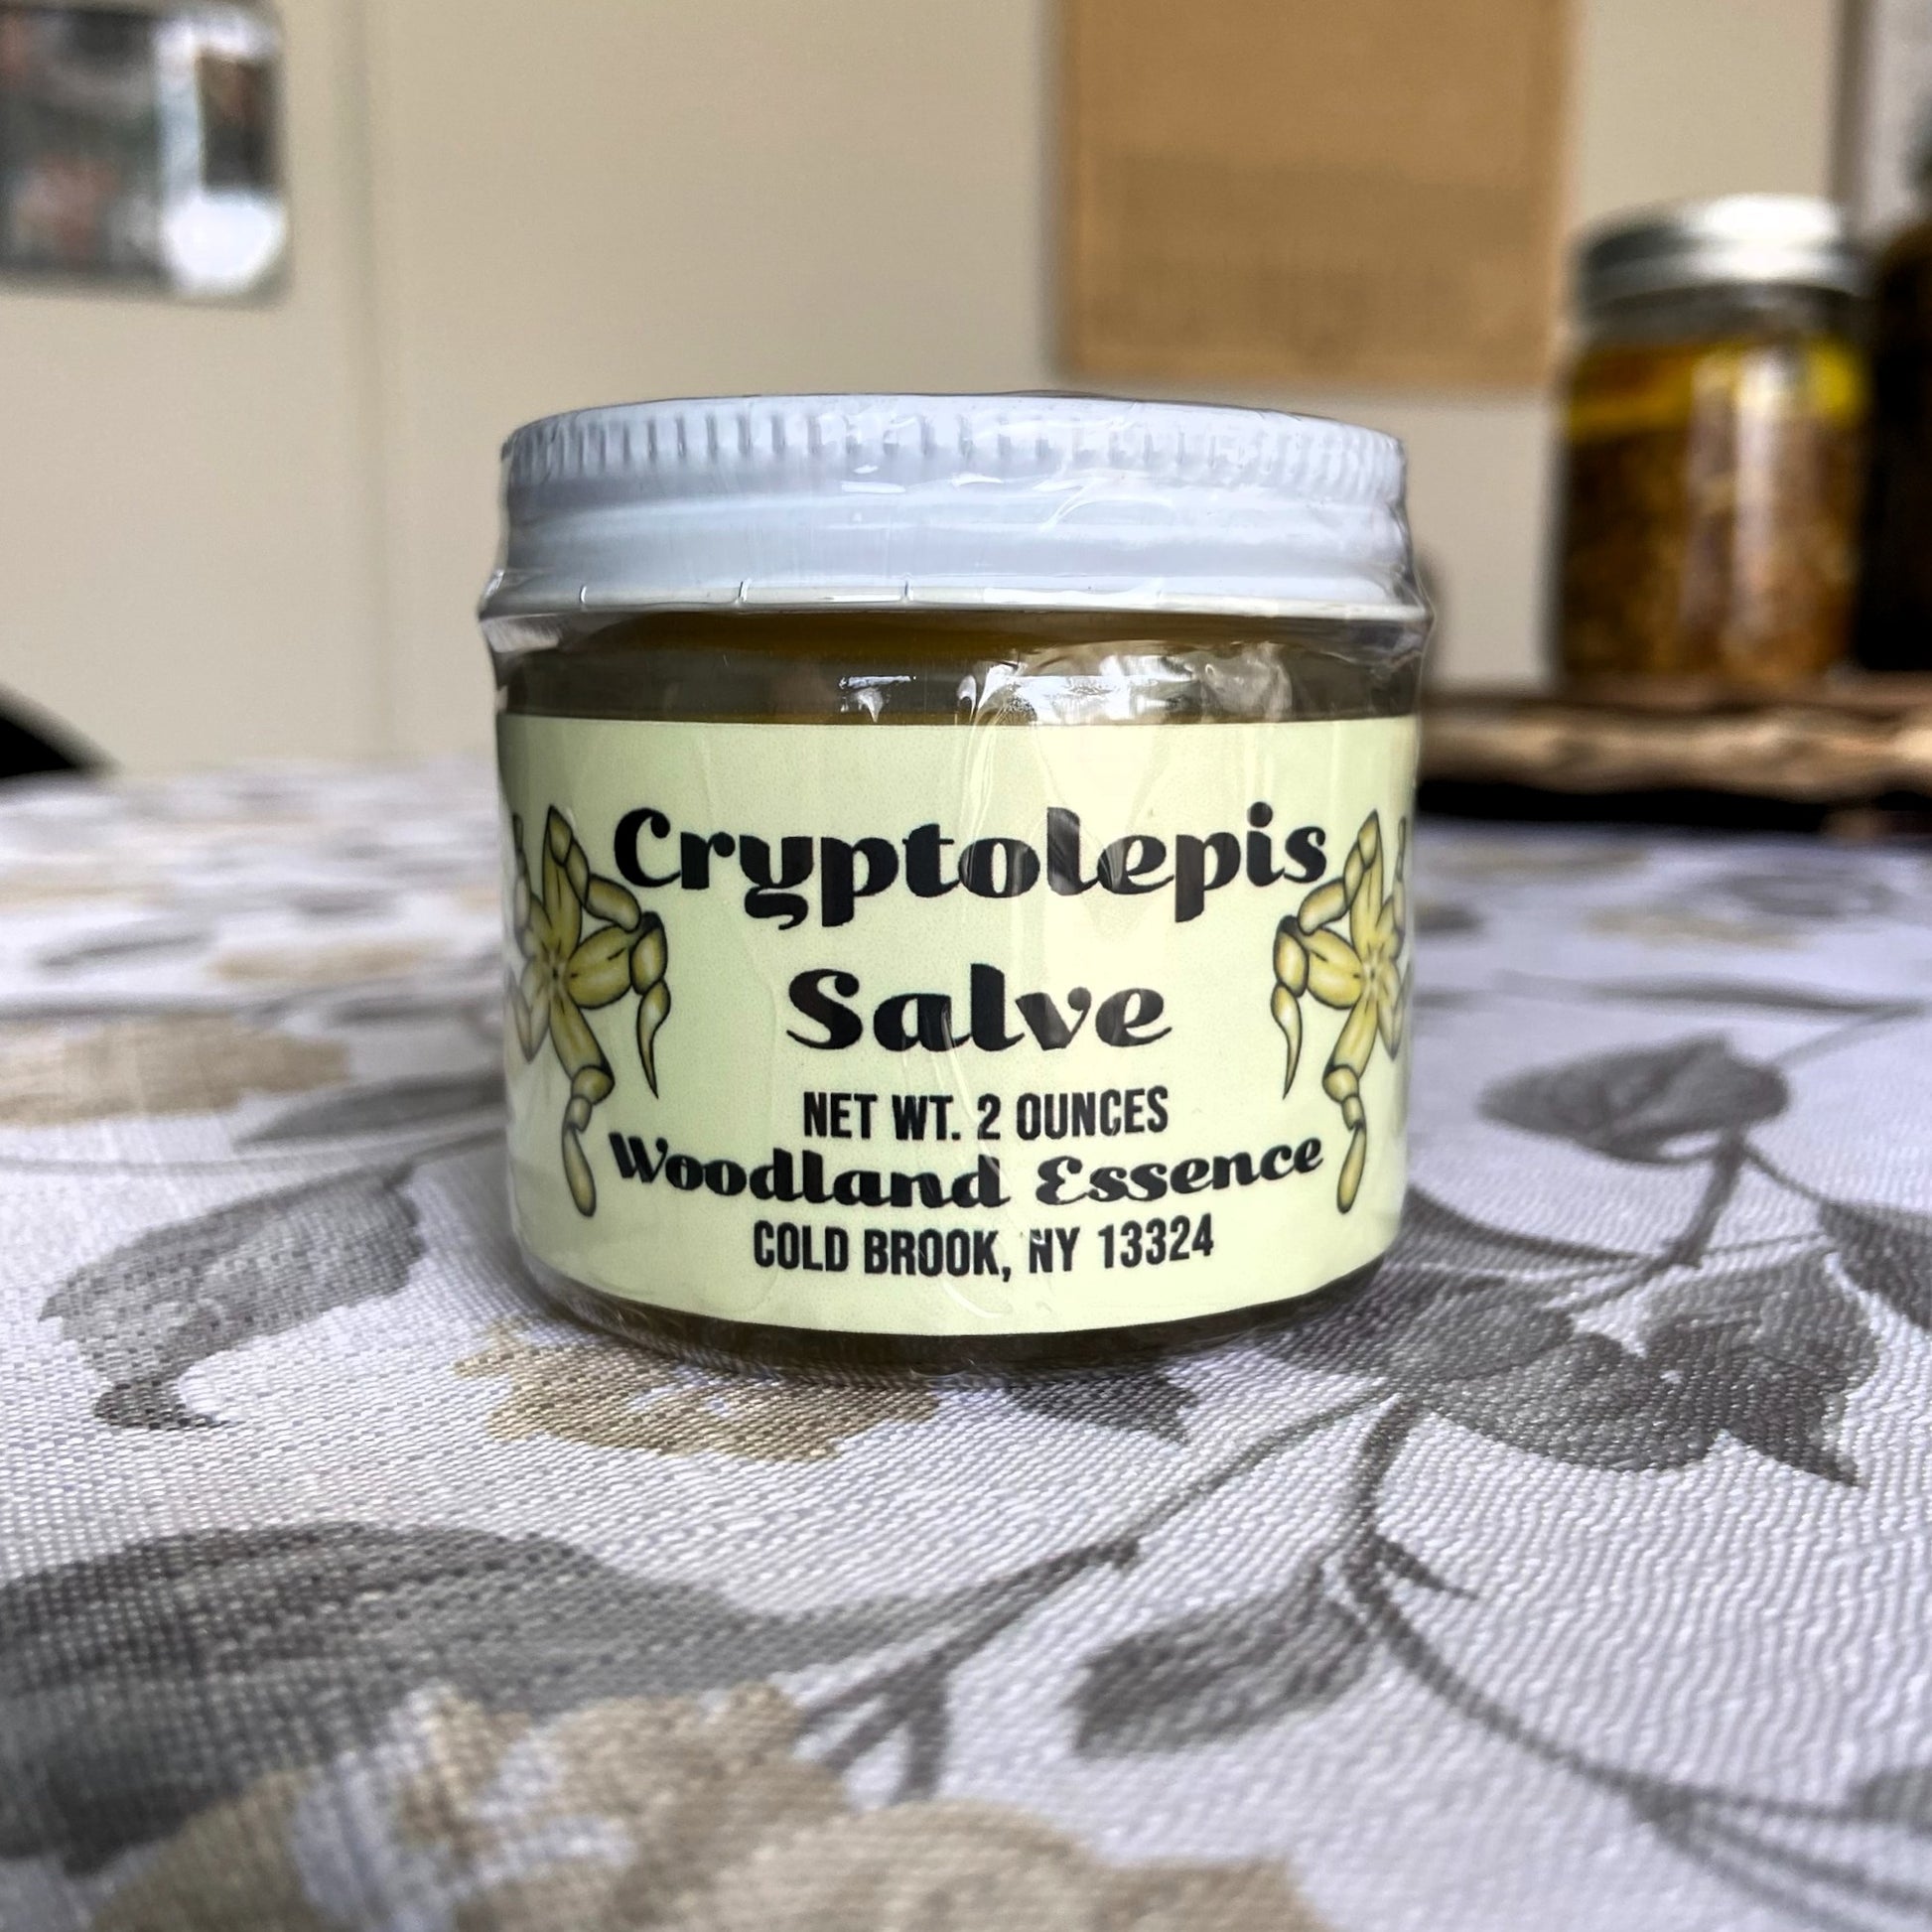 Cryptolepis
Salve
NET WT. 2 OUNCES
Woodland Essence
COLD BROOK, NY 13324